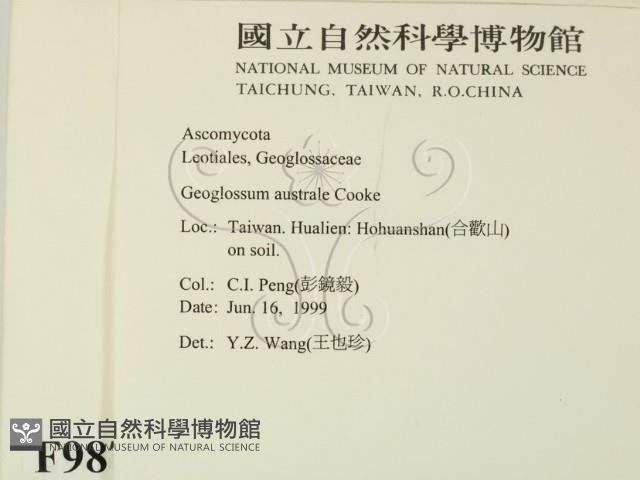 國立自然科學博物館
NATIONAL MUSEUM OF NATURAL SCIENCE
TAICHUNG, TAIWAN, R.O.CHINA
Ascomycota
Leotiales, Geoglossaceae
Geoglossum australe Cooke
Loc.: Taiwan. Hualien: Hohuanshan(合歡山)
on soil.
Col.: C.I. Peng(彭鏡毅)
Date: Jun. 16, 1999
Det.: Y.Z. Wang(王也珍)
國立自然科學博物館
NATIONAL MUSEUM OF NATURAL SCIENCE
F98